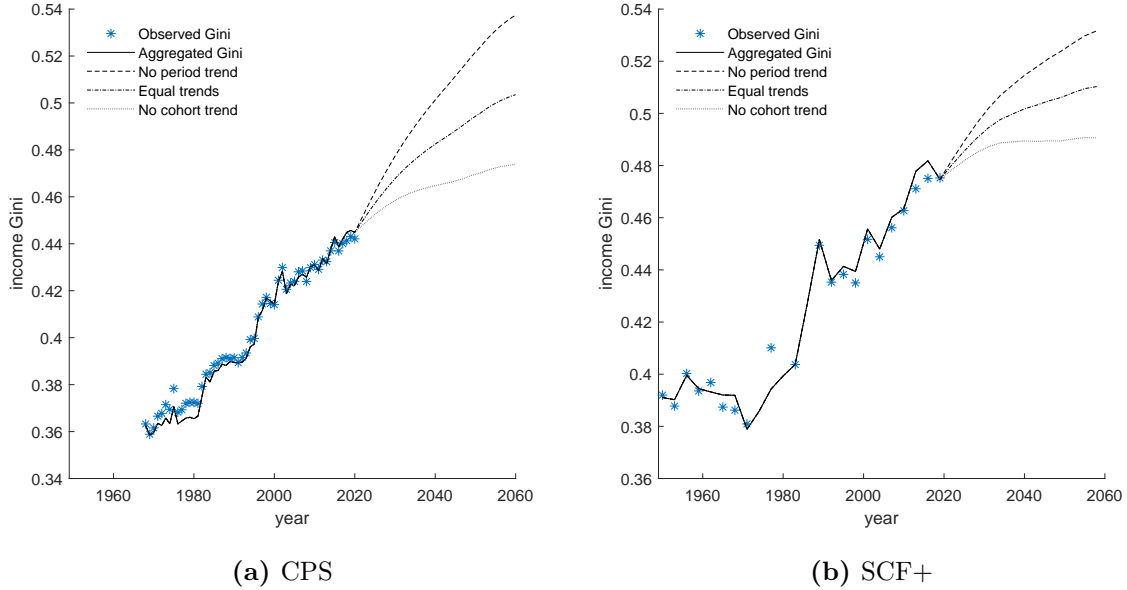 0.54
0.52
0.5
0.48
0.46
0.44
0.42
0.4
0.38
0.36
0.34
income Gini
Observed Gini
Aggregated Gini
No period trend
Equal trends
No cohort trend
1960 1980 2000 2020 2040 2060
year
(a) CPS
0.54
0.52
0.5
0.48
0.46
0.44
0.42
0.4
0.38
0.36
income Gini
Observed Gini
Aggregated Gini
No period trend
Equal trends
No cohort trend
1960 1980 2000 2020 2040 2060
year
(b) SCF+